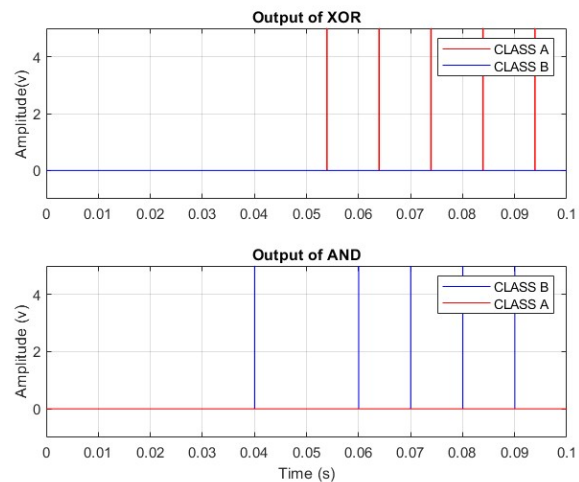 Output of XOR
Amplitude(v)
4
2
0
CLASS A
CLASS B
0 0.01 0.02 0.03 0.04 0.05 0.06 0.07 0.08 0.09 0.1
Output of AND
Amplitude (v)
4
2
0
CLASS B
CLASS A
0 0.01 0.02 0.03 0.04 0.05 0.06 0.07 0.08 0.09 0.1
Time (s)